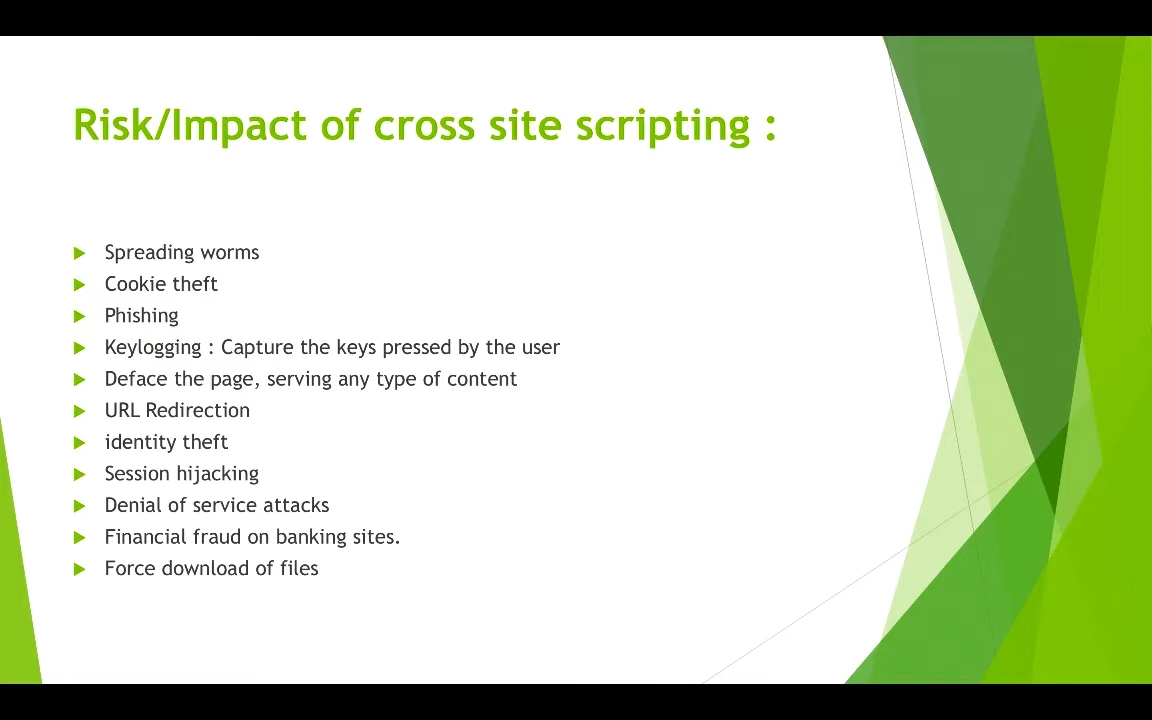 Risk/Impact of cross site scripting :
Spreading worms
Cookie theft
Phishing
Keylogging : Capture the keys pressed by the user
Deface the page, serving any type of content
URL Redirection
identity theft
Session hijacking
Denial of service attacks
Financial fraud on banking sites.
Force download of files